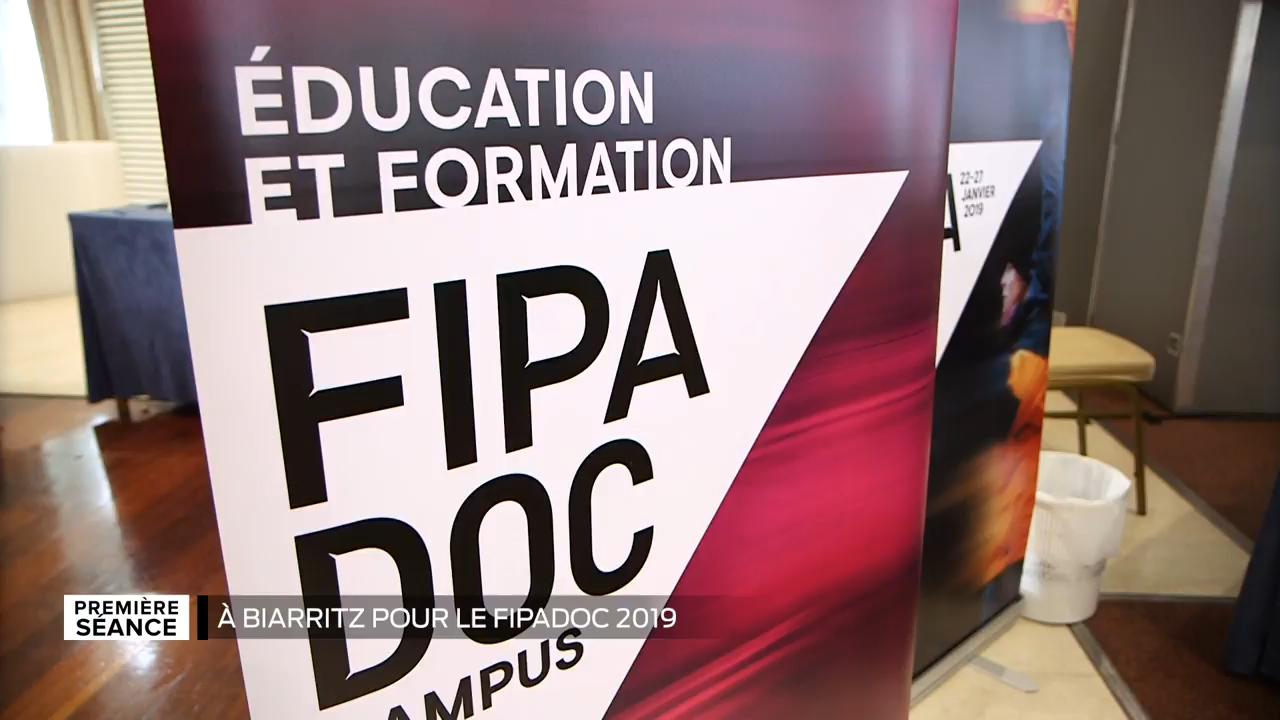 ÉDUCATION
ET FORMATION
FIPA
DOC
AMPUS
A
22-27
JANVIER
2019
PREMIÈRE
SÉANCE
À BIARRITZ POUR LE FIPADOC 2019